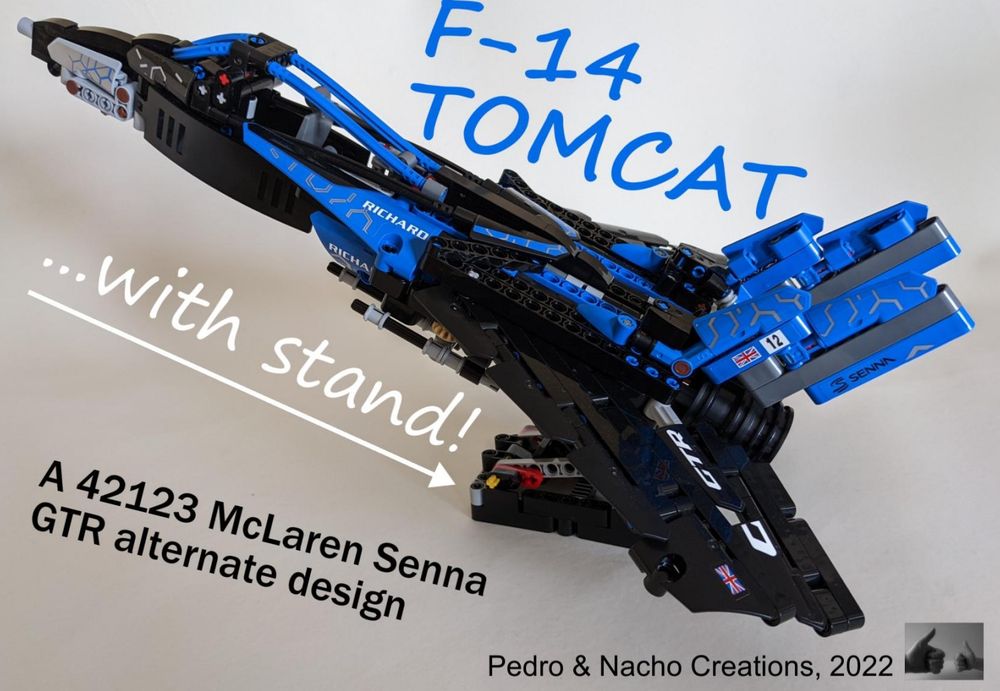 F-14
TOMCAT
...with stand!
RICHARD
RICHA
12
SENNA
GTR
A 42123 McLaren Senna
GTR alternate design
Pedro & Nacho Creations, 2022